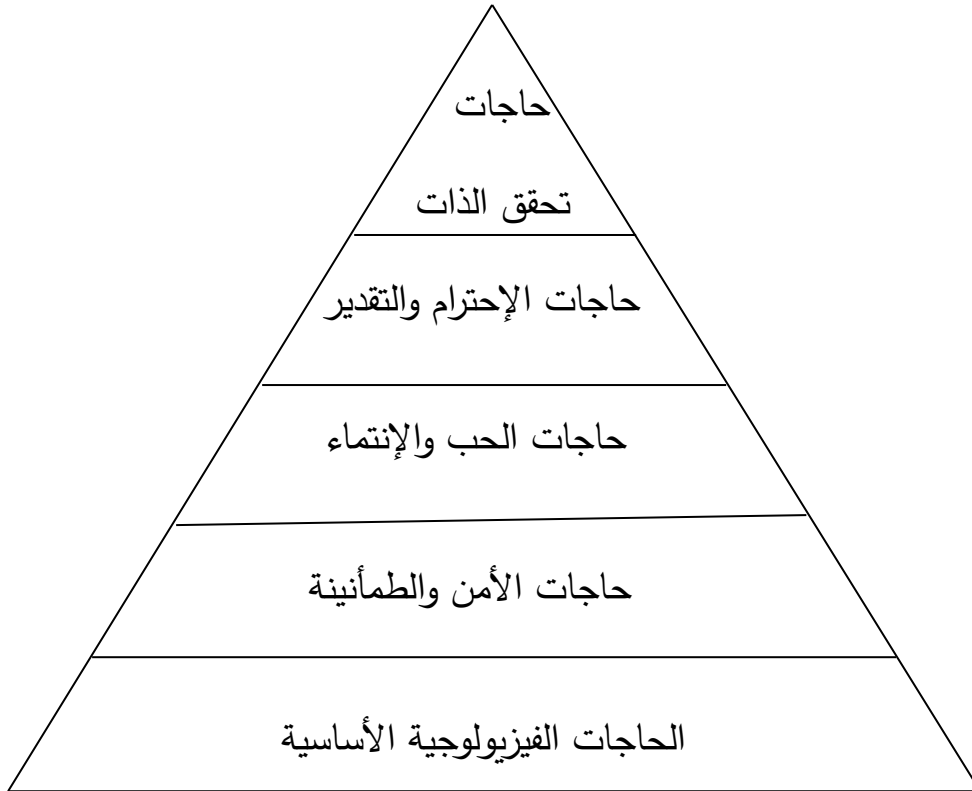 حاجات
تحقق الذات
حاجات الإحترام والتقدير
حاجات الحب والإنتماء
حاجات الأمن والطمأنينة
الحاجات الفيزيولوجية الأساسية